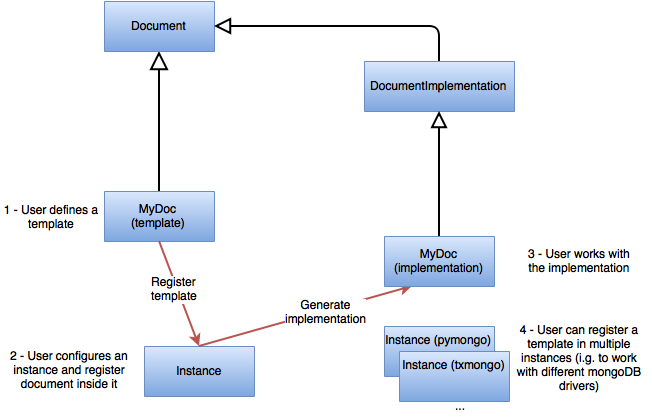 Document
DocumentImplementation
1 - User defines a
template
MyDoc
(template)
MyDoc
(implementation)
3 - User works with
the implementation
Register
template
Generate
implementation
2 - User configures an
instance and register
document inside it
Instance
Instance (pymongo)
Instance (txmongo)
...
4 - User can register a
template in multiple
instances (i.g. to work
with different mongoDB
drivers)